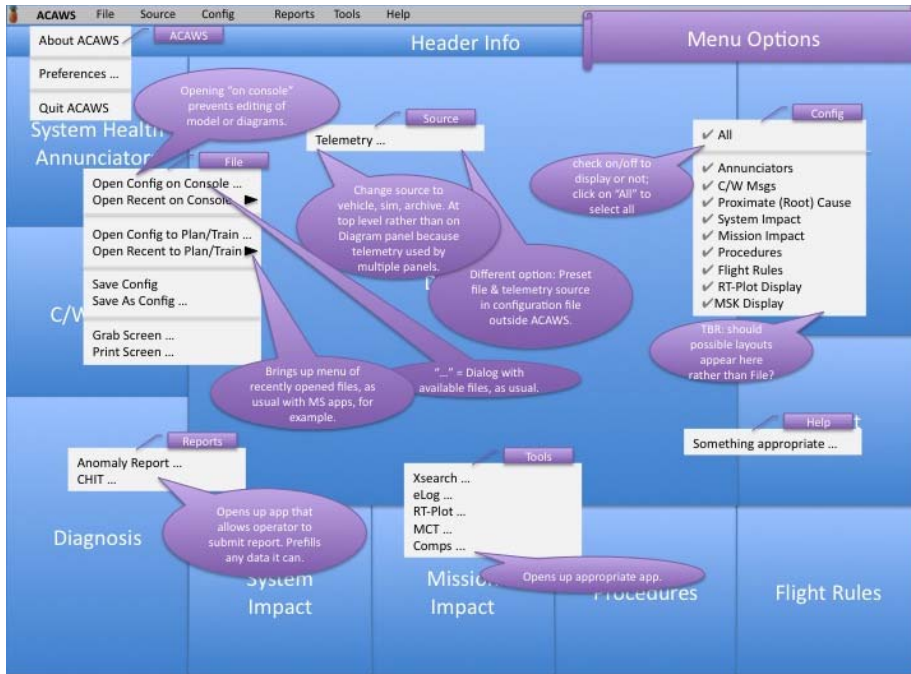 ACAWS File Source Config Reports Tools Help
About ACAWS
Preferences ...
Quit ACAWS
ACAWS
Header Info
Menu Options
System Health
Annunciators
Opening "on console"
prevents editing of
model or diagrams.
File
Open Config on Console ...
Open Recent on Console
Open Config to Plan/Train ...
Open Recent to Plan/Train
Save Config
Save As Config ...
Grab Screen ...
Print Screen ...
C/W
Source
Telemetry ...
Change source to
vehicle, sim, archive. At
top level rather than on
Diagram panel because
telemetry used by
multiple panels.
Different option: Preset
file & telemetry source
in configuration file
outside ACAWS.
Config
✔ All
✔ Annunciators
✔ C/W Msgs
✔ Proximate (Root) Cause
✔ System Impact
✔ Mission Impact
✔ Procedures
✔ Flight Rules
✔ RT-Plot Display
✔MSK Display
check on/off to
display or not;
click on "All" to
select all
TBR: should
possible layouts
appear here
rather than File?
Brings up menu of
recently opened files, as
usual with MS apps, for
example.
"..." = Dialog with
available files, as usual.
Help
Something appropriate ...
Reports
Anomaly Report ...
CHIT ...
Opens up app that
allows operator to
submit report. Prefills
any data it can.
Tools
Xsearch ...
eLog ...
RT-Plot ...
MCT ...
Comps ...
Opens up appropriate app.
Diagnosis
System
Impact
Mission
Impact
Procedures
Flight Rules